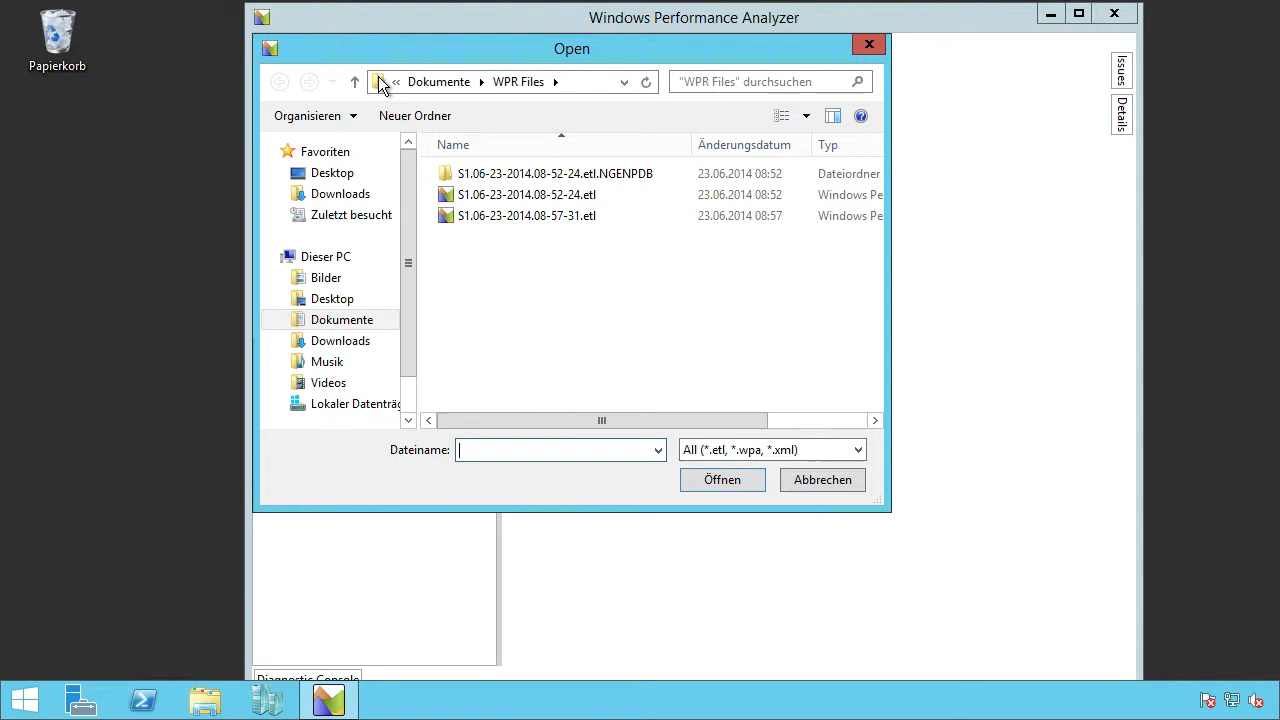 Papierkorb
Windows Performance Analyzer
Open
« Dokumente WPR Files
"WPR Files" durchsuchen
Organisieren
Neuer Ordner
Issues
Details
Favoriten
Desktop
Downloads
Zuletzt besucht
Dieser PC
Bilder
Desktop
Dokumente
Downloads
Musik
Videos
Lokaler Datenträg
Name Änderungsdatum Typ
S1.06-23-2014.08-52-24.etl.NGENPDB 23.06.2014 08:52 Dateiordner
S1.06-23-2014.08-52-24.etl 23.06.2014 08:52 Windows Pe
S1.06-23-2014.08-57-31.etl 23.06.2014 08:57 Windows Pe
Dateiname:
All (*.etl, *.wpa, *.xml)
Öffnen
Abbrechen
Diagnostic Console